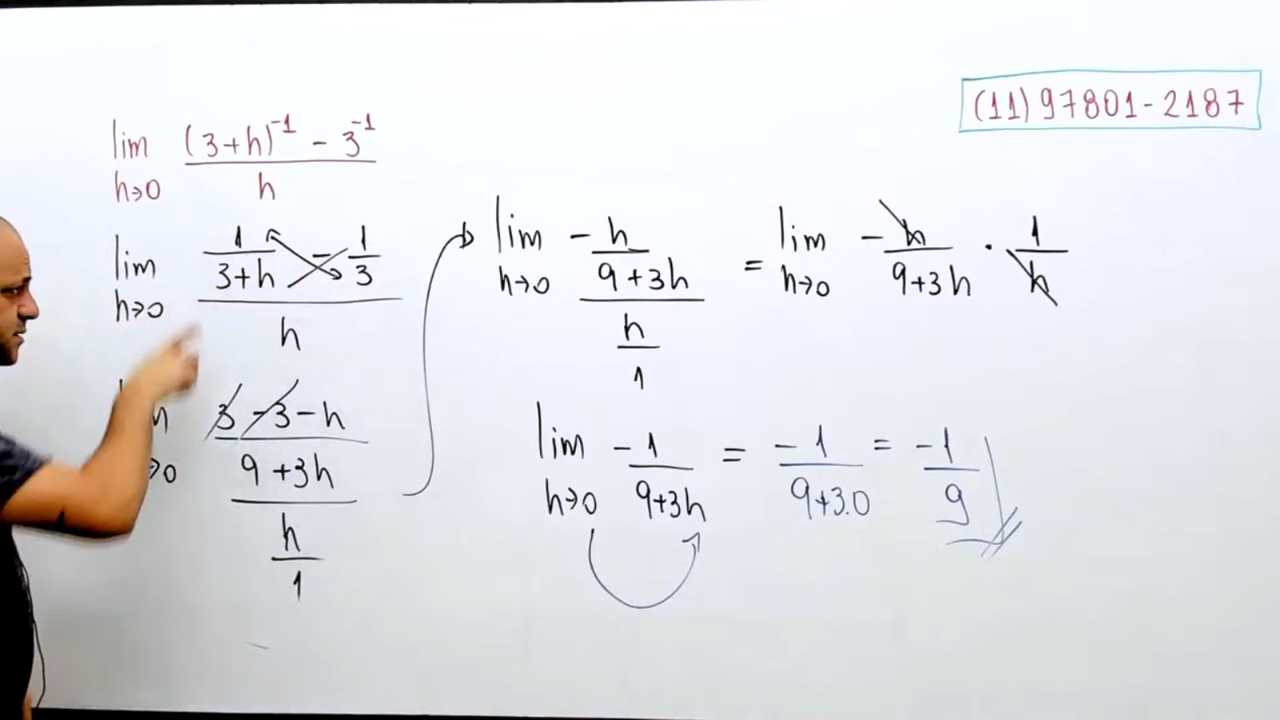 (11) 97801-2187
lim (3+h)⁻¹ - 3⁻¹
h→0 h
lim 1 - 1
h→0 3+h 3
h
3 - 3 - h
→0 9 + 3h
h
1
lim - h
h→0 9 + 3h
h
1
= lim - h · 1
h→0 9+3h h
lim -1 = -1 = -1
h→0 9+3h 9+3.0 9